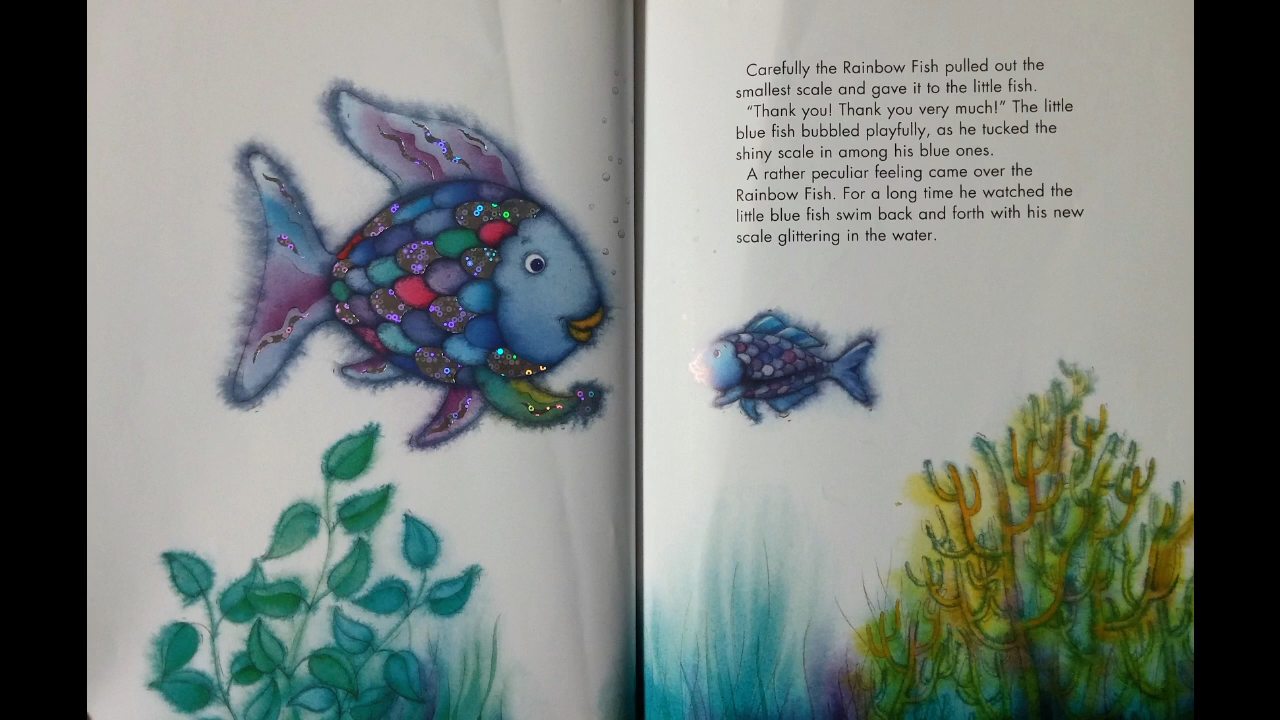 Carefully the Rainbow Fish pulled out the
smallest scale and gave it to the little fish.
“Thank you! Thank you very much!” The little
blue fish bubbled playfully, as he tucked the
shiny scale in among his blue ones.
A rather peculiar feeling came over the
Rainbow Fish. For a long time he watched the
little blue fish swim back and forth with his new
scale glittering in the water.